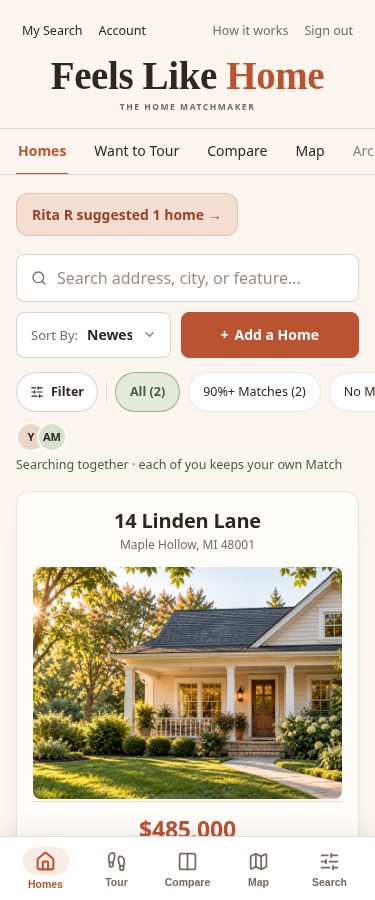 My Search Account How it works Sign out
Feels Like Home
THE HOME MATCHMAKER
Homes Want to Tour Compare Map Arc
Rita R suggested 1 home →
Search address, city, or feature...
Sort By: Newes + Add a Home
Filter All (2) 90%+ Matches (2) No M
Y AM
Searching together · each of you keeps your own Match
14 Linden Lane
Maple Hollow, MI 48001
$485,000
Homes Tour Compare Map Search